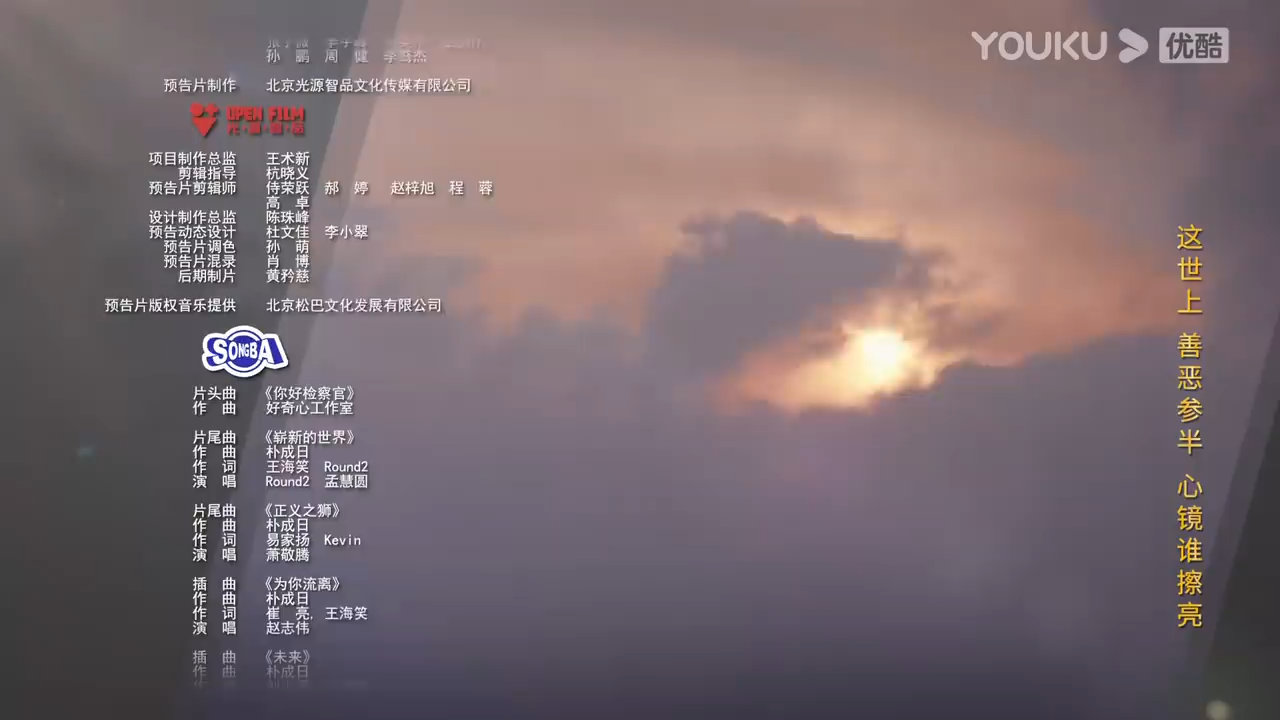 YOUKU 优酷
孙 鹏 周 健 李骂杰
预告片制作 北京光源智品文化传媒有限公司
OPEN FILM
项目制作总监 王术新
剪辑指导 杭晓义
预告片剪辑师 侍荣跃 郝 婷 赵梓旭 程 蓉
高 卓
设计制作总监 陈珠峰
预告动态设计 杜文佳 李小翠
预告片调色 孙 萌
预告片混录 肖 博
后期制片 黄矜慈
预告片版权音乐提供 北京松巴文化发展有限公司
SONGBA
片头曲 《你好检察官》
作 曲 好奇心工作室
片尾曲 《崭新的世界》
作 曲 朴成日
作 词 王海笑 Round2
演 唱 Round2 孟慧圆
片尾曲 《正义之狮》
作 曲 朴成日
作 词 易家扬 Kevin
演 唱 萧敬腾
插 曲 《为你流离》
作 曲 朴成日
作 词 崔 亮, 王海笑
演 唱 赵志伟
插 曲 《未来》
作 曲 朴成日
这世上 善恶参半 心镜谁擦亮